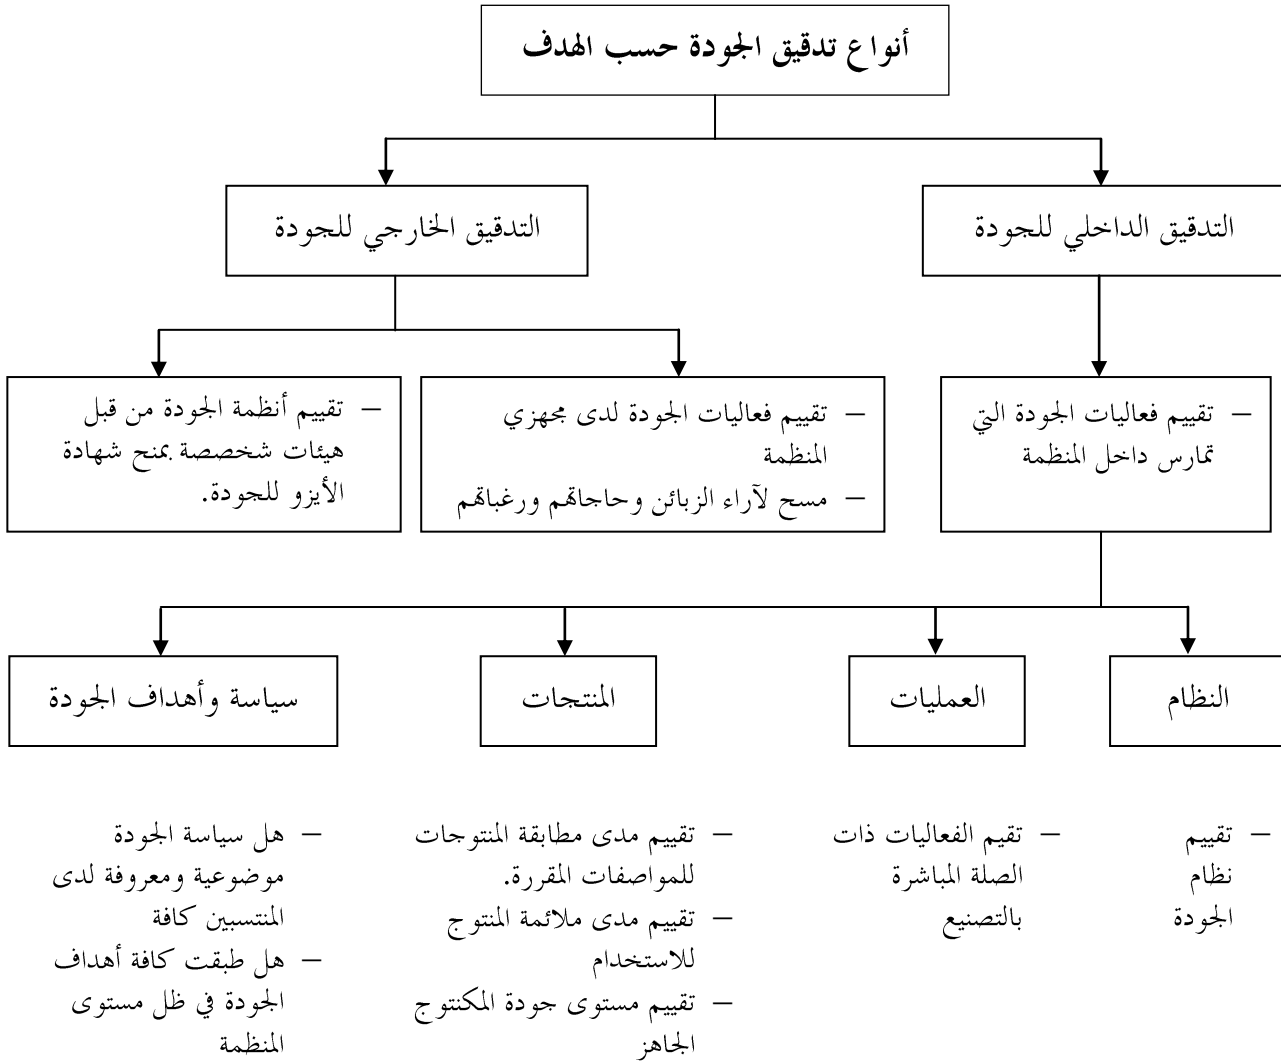 أنواع تدقيق الجودة حسب الهدف
التدقيق الداخلي للجودة
التدقيق الخارجي للجودة
– تقييم فعاليات الجودة التي
تمارس داخل المنظمة
– تقييم فعاليات الجودة لدى مجهزي
المنظمة
– مسح لآراء الزبائن وحاجاتهم ورغباتهم
– تقييم أنظمة الجودة من قبل
هيئات شخصصة بمنح شهادة
الأيزو للجودة.
النظام
العمليات
المنتجات
سياسة وأهداف الجودة
– تقييم
نظام
الجودة
– تقيم الفعاليات ذات
الصلة المباشرة
بالتصنيع
– تقييم مدى مطابقة المنتوجات
للمواصفات المقررة.
– تقييم مدى ملائمة المنتوج
للاستخدام
– تقييم مستوى جودة المكنتوج
الجاهز
– هل سياسة الجودة
موضوعية ومعروفة لدى
المنتسبين كافة
– هل طبقت كافة أهداف
الجودة في ظل مستوى
المنظمة